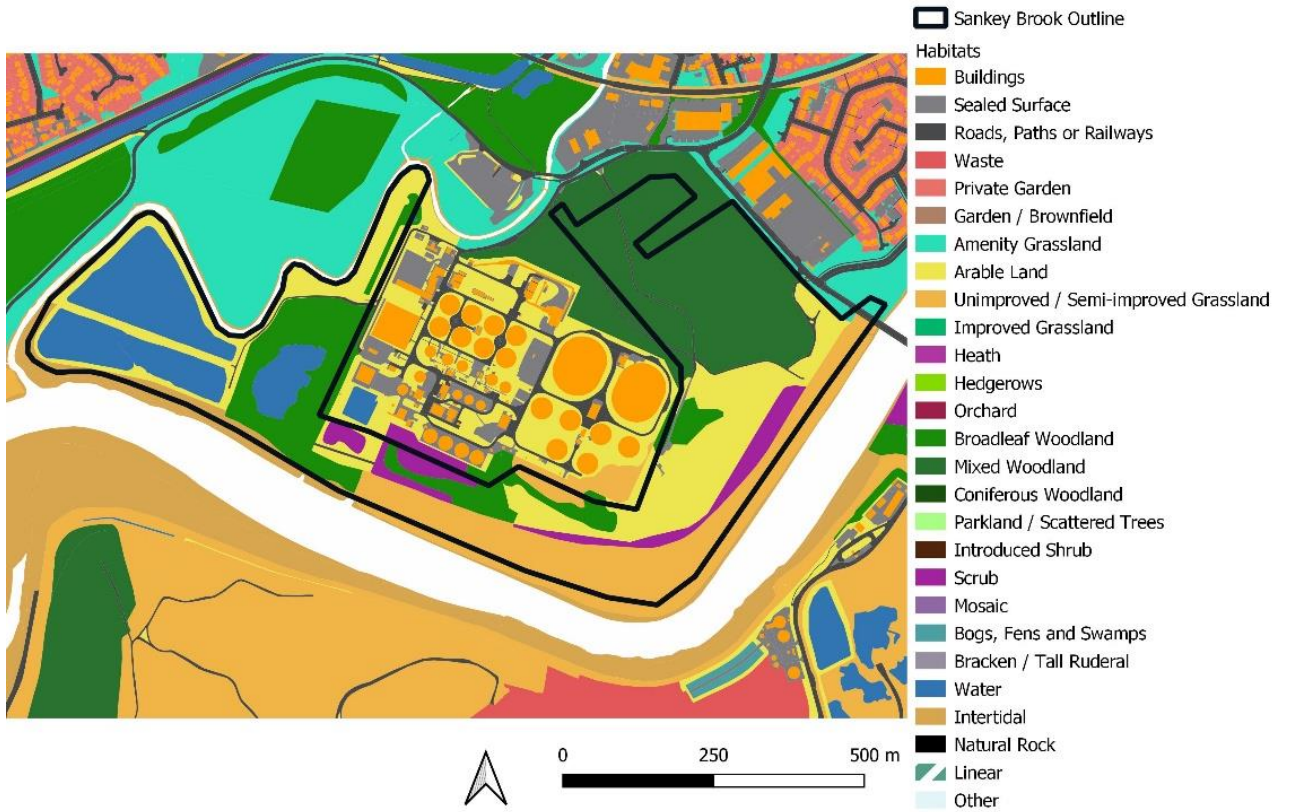 Sankey Brook Outline
Habitats
Buildings
Sealed Surface
Roads, Paths or Railways
Waste
Private Garden
Garden / Brownfield
Amenity Grassland
Arable Land
Unimproved / Semi-improved Grassland
Improved Grassland
Heath
Hedgerows
Orchard
Broadleaf Woodland
Mixed Woodland
Coniferous Woodland
Parkland / Scattered Trees
Introduced Shrub
Scrub
Mosaic
Bogs, Fens and Swamps
Bracken / Tall Ruderal
Water
Intertidal
Natural Rock
Linear
Other
0 250 500 m